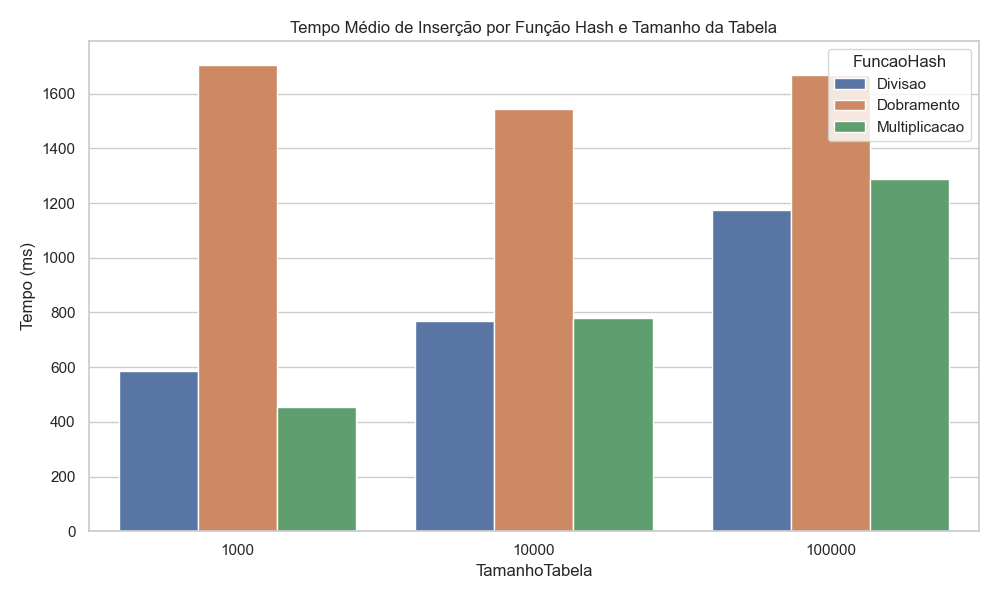 Tempo Médio de Inserção por Função Hash e Tamanho da Tabela
FuncaoHash
Divisao
Dobramento
Multiplicacao
Tempo (ms)
1600
1400
1200
1000
800
600
400
200
0
1000
10000
100000
TamanhoTabela